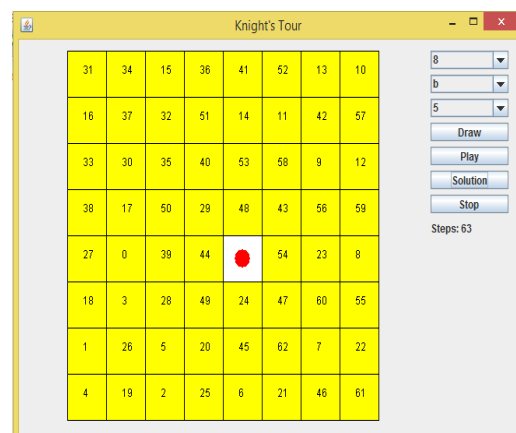 Knight's Tour
31 34 15 36 41 52 13 10
16 37 32 51 14 11 42 57
33 30 35 40 53 58 9 12
38 17 50 29 48 43 56 59
27 0 39 44 54 23 8
18 3 28 49 24 47 60 55
1 26 5 20 45 62 7 22
4 19 2 25 6 21 46 61
8
b
5
Draw
Play
Solution
Stop
Steps: 63